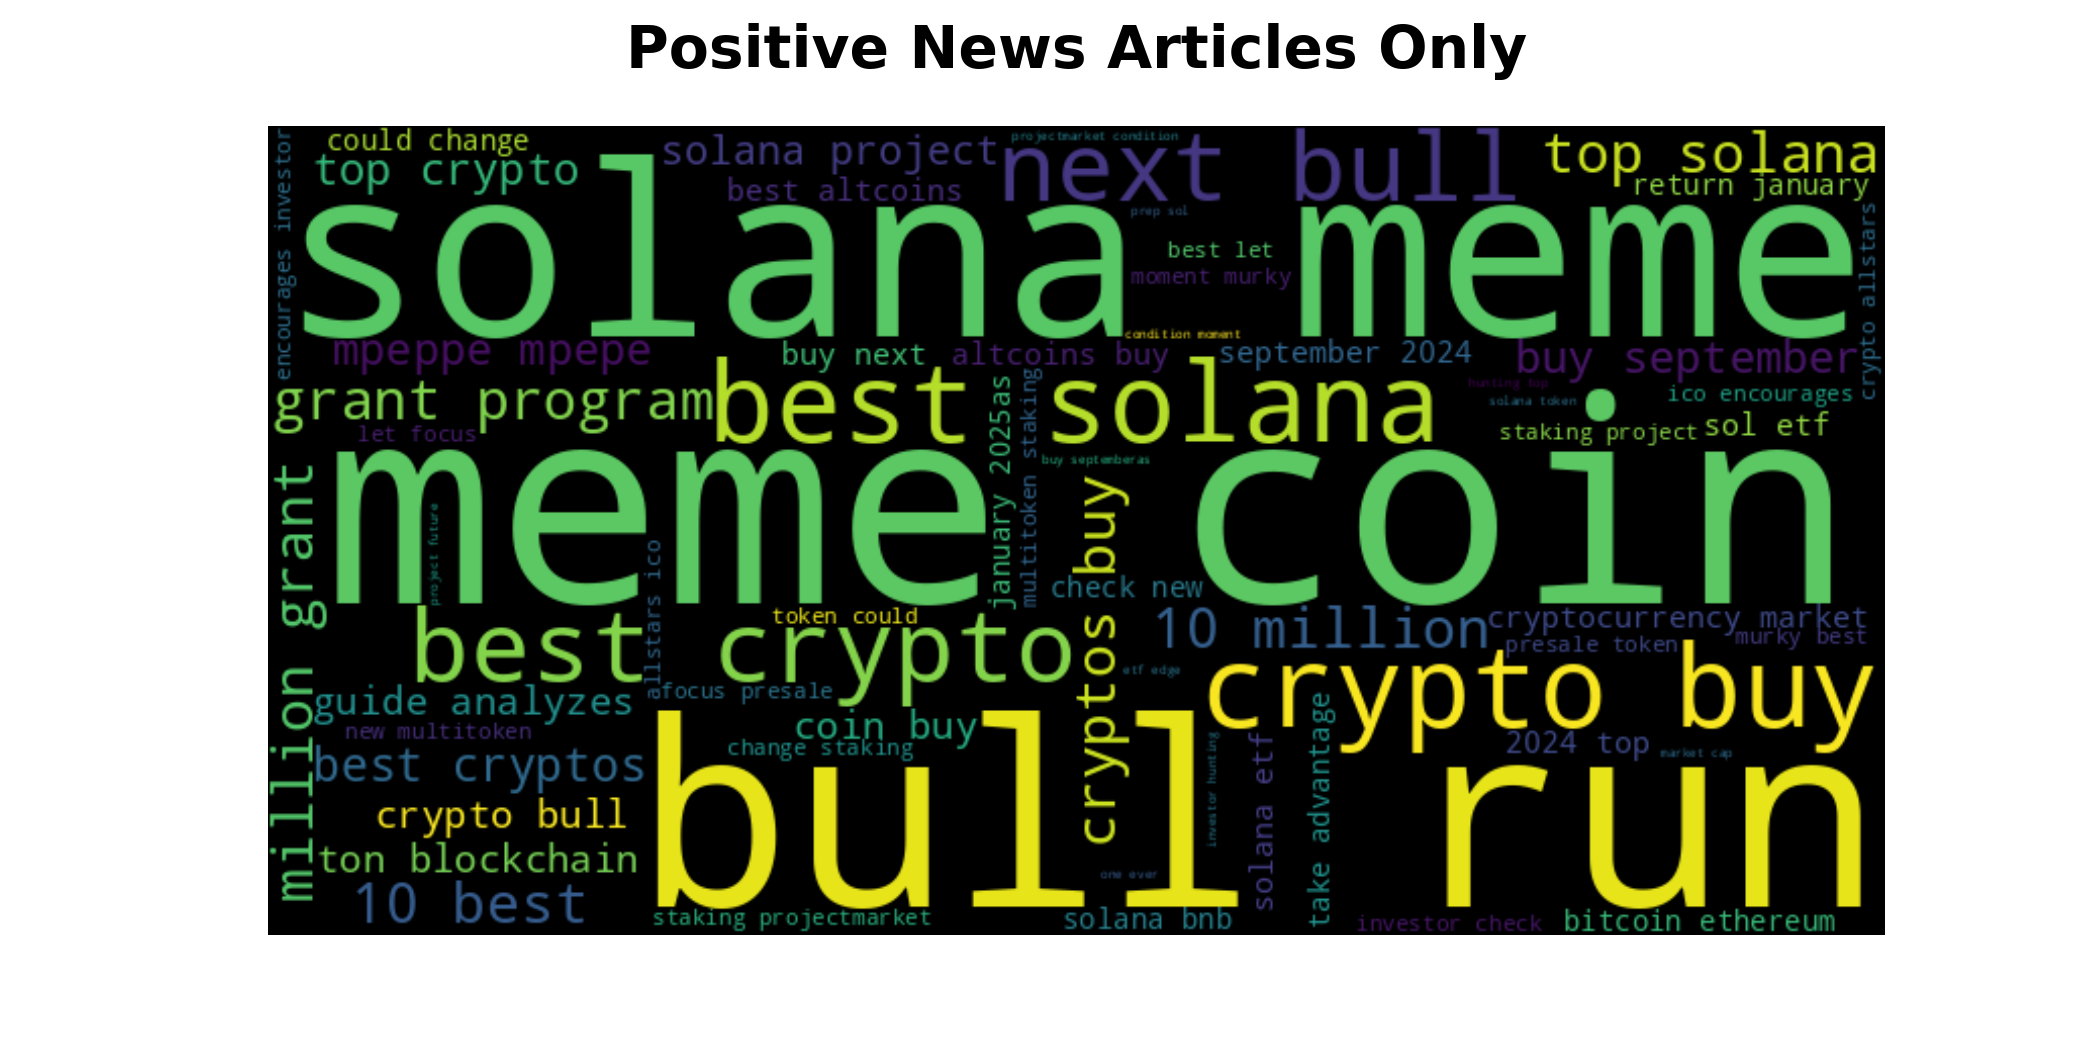 Positive News Articles Only
could change
top crypto
solana project
projectmarket condition
next bull
top solana
return january
best altcoins
prep sol
encourages investor
solana meme
best let
moment murky
crypto allstars
condition moment
mpeppe mpepe
buy next
altcoins buy
september 2024
buy september
grant program
best solana
hunting top
solana token
ico encourages
let focus
staking project
sol etf
january 2025as
multitoken staking
buy septemberas
million grant
meme coin
project future
allstars ico
cryptos buy
check new
token could
best crypto
10 million
cryptocurrency market
presale token
murky best
etf edge
crypto buy
guide analyzes
afocus presale
new multitoken
coin buy
change staking
2024 top
market cap
best cryptos
bull run
crypto bull
investor hunting
solana etf
take advantage
ton blockchain
one ever
10 best
staking projectmarket
solana bnb
investor check
bitcoin ethereum